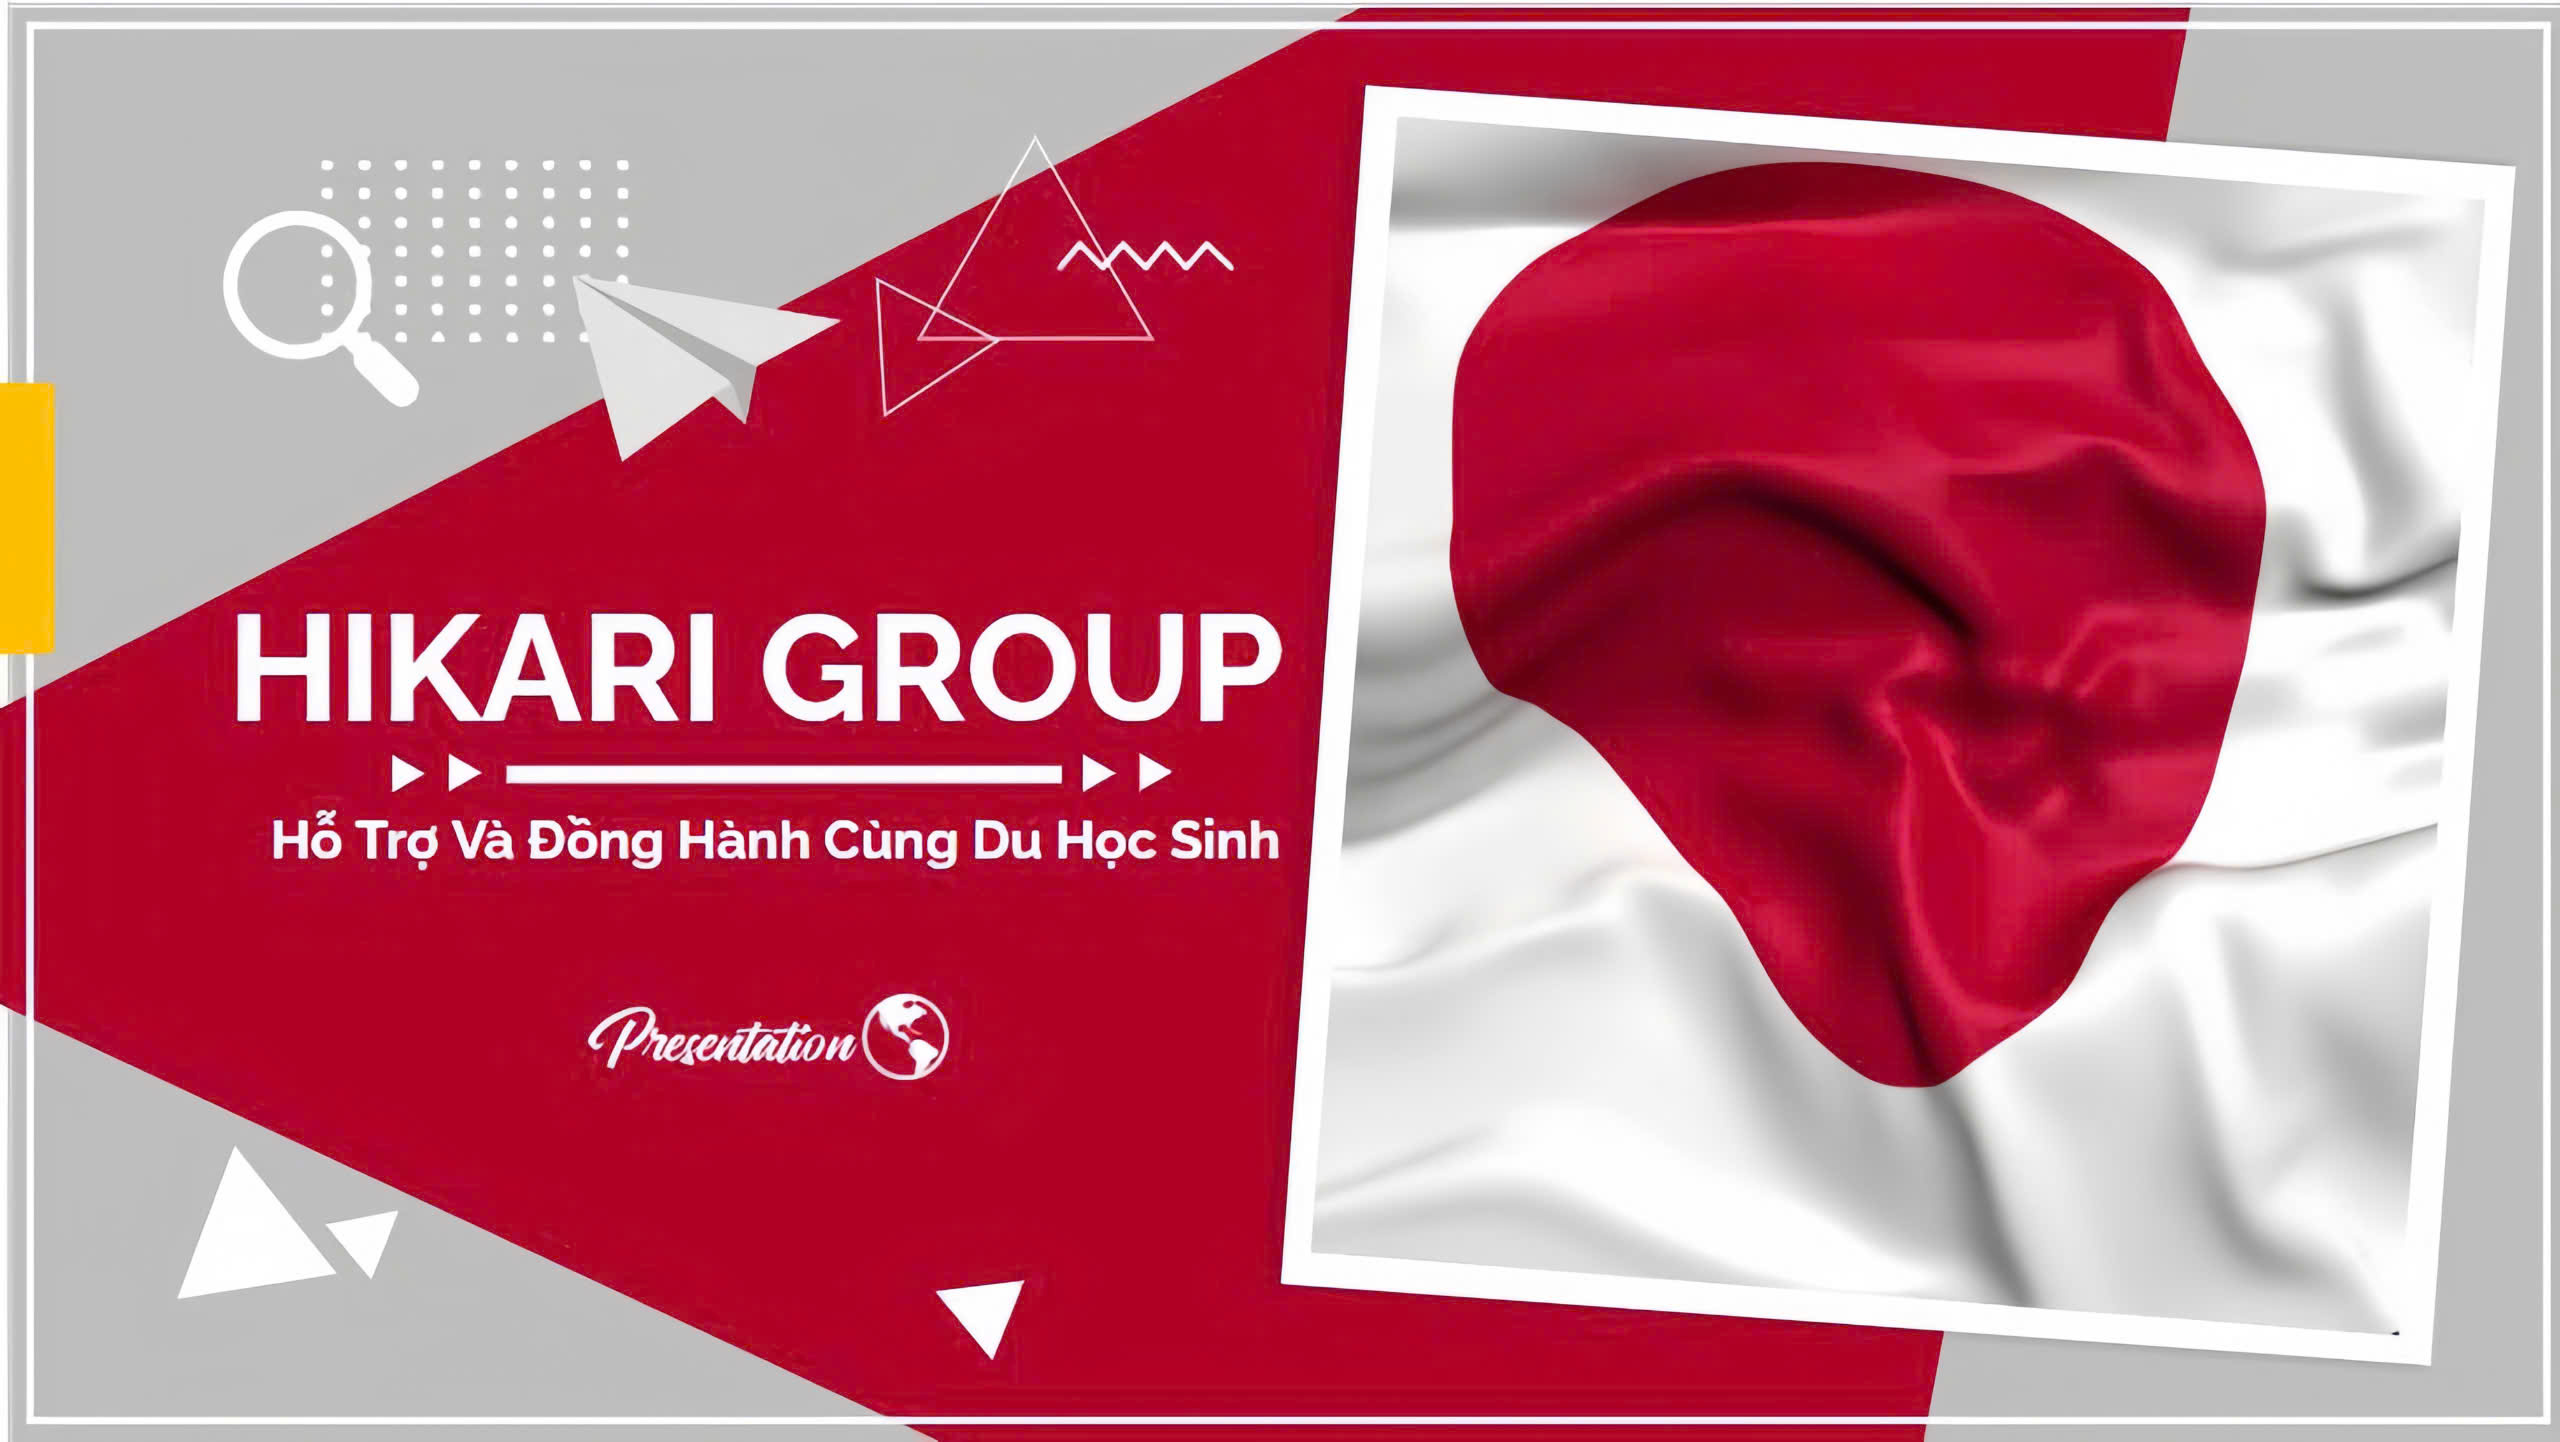 HIKARI GROUP
Hỗ Trợ Và Đồng Hành Cùng Du Học Sinh
Presentation